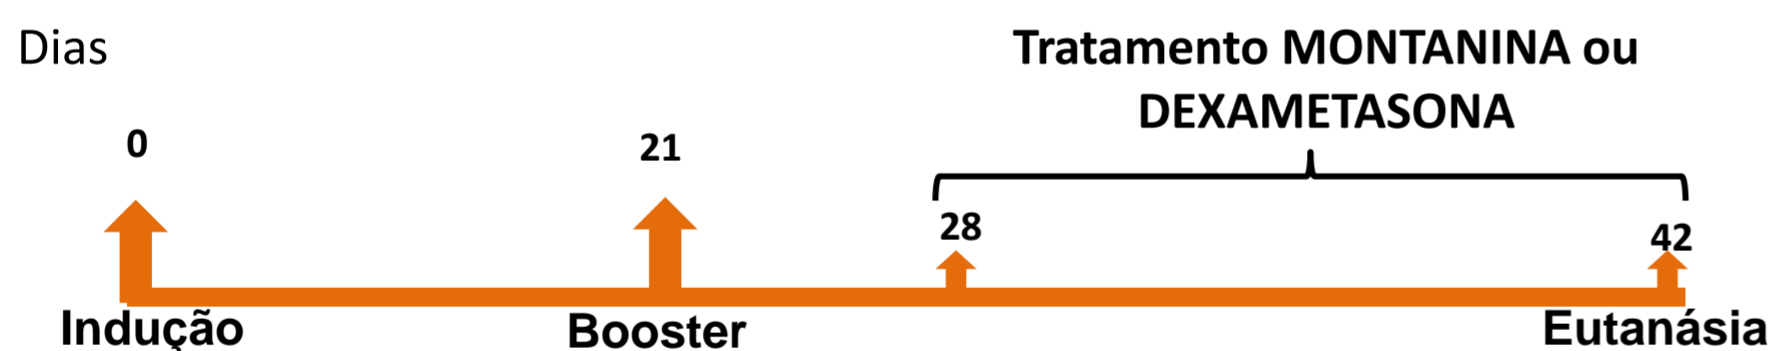 Dias
Tratamento MONTANINA ou
DEXAMETASONA
0
21
28
42
Indução
Booster
Eutanásia